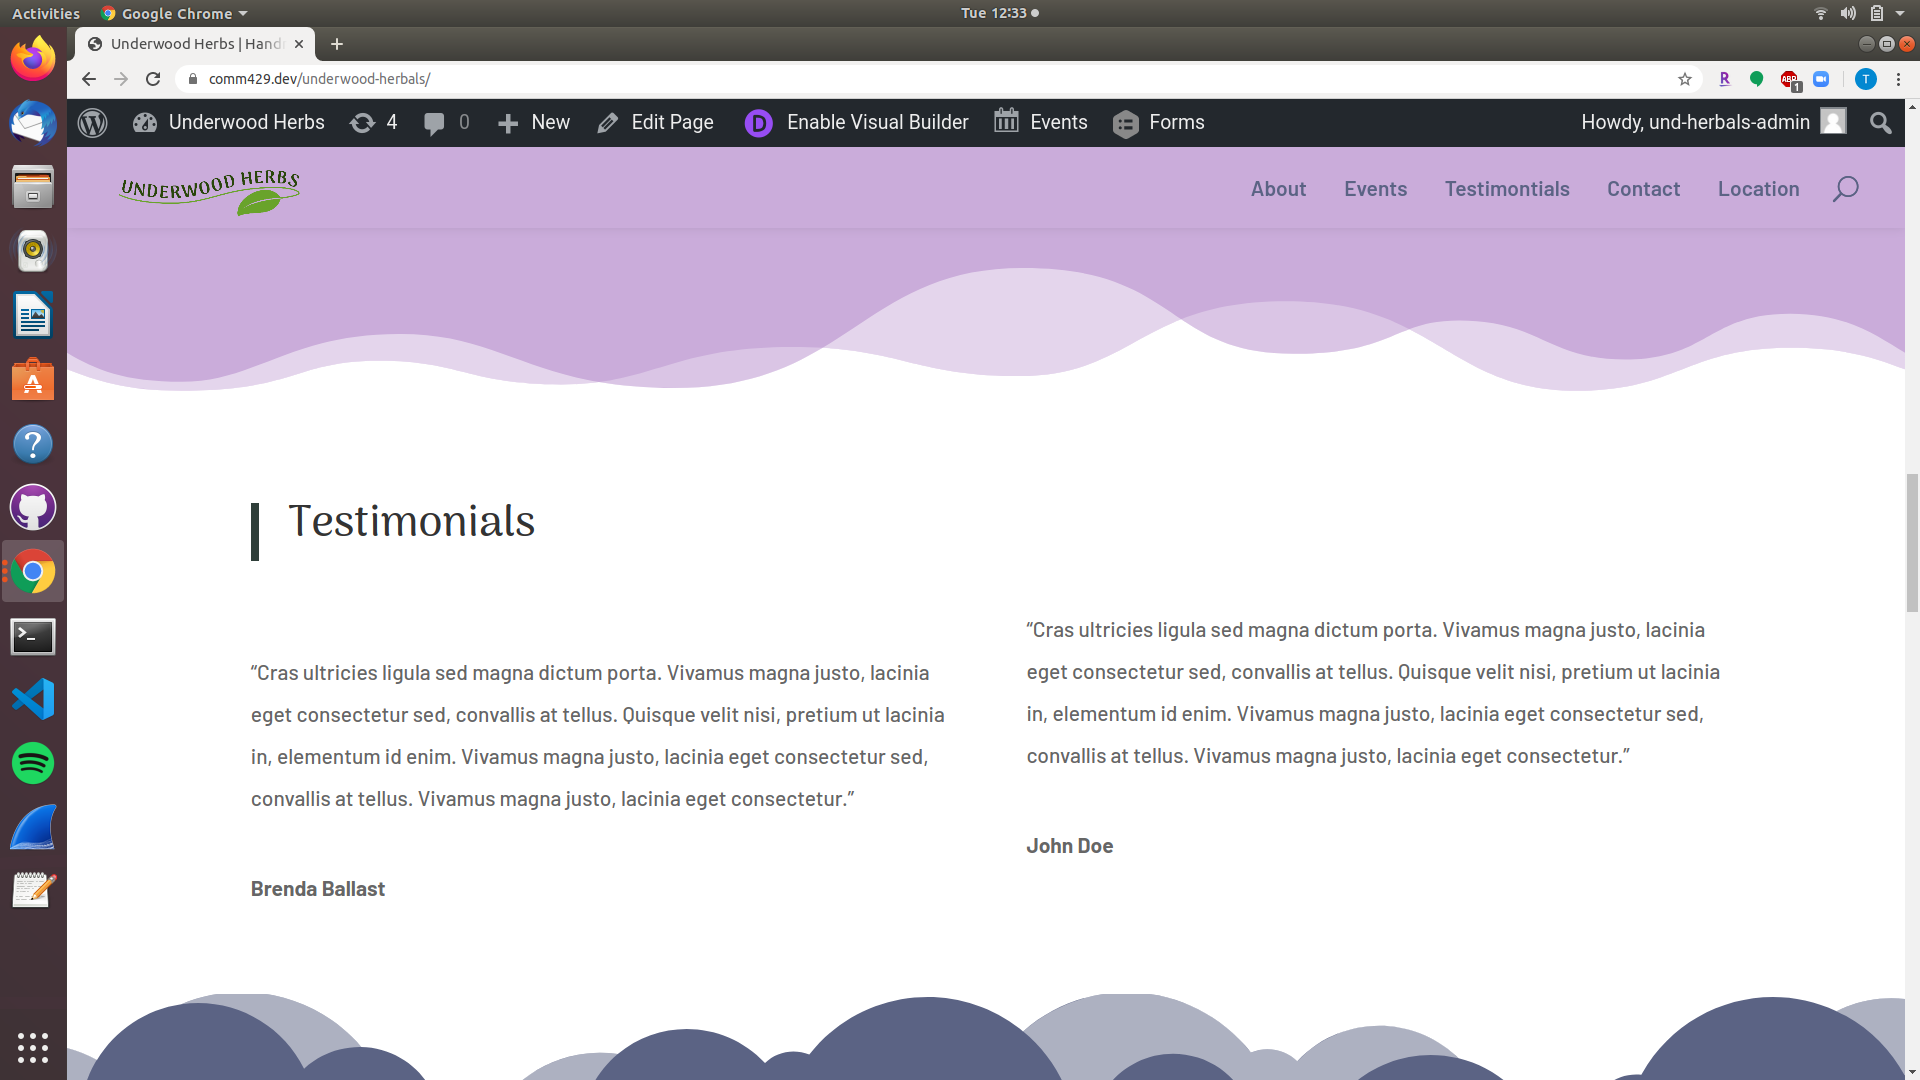 Activities Google Chrome Tue 12:33
Underwood Herbs | Hand
comm429.dev/underwood-herbals/
R ABP 1 T
Underwood Herbs 4 0 New Edit Page D Enable Visual Builder Events Forms Howdy, und-herbals-admin
UNDERWOOD HERBS About Events Testimontials Contact Location
Testimonials
“Cras ultricies ligula sed magna dictum porta. Vivamus magna justo, lacinia
eget consectetur sed, convallis at tellus. Quisque velit nisi, pretium ut lacinia
in, elementum id enim. Vivamus magna justo, lacinia eget consectetur sed,
convallis at tellus. Vivamus magna justo, lacinia eget consectetur.”
Brenda Ballast
“Cras ultricies ligula sed magna dictum porta. Vivamus magna justo, lacinia
eget consectetur sed, convallis at tellus. Quisque velit nisi, pretium ut lacinia
in, elementum id enim. Vivamus magna justo, lacinia eget consectetur sed,
convallis at tellus. Vivamus magna justo, lacinia eget consectetur.”
John Doe